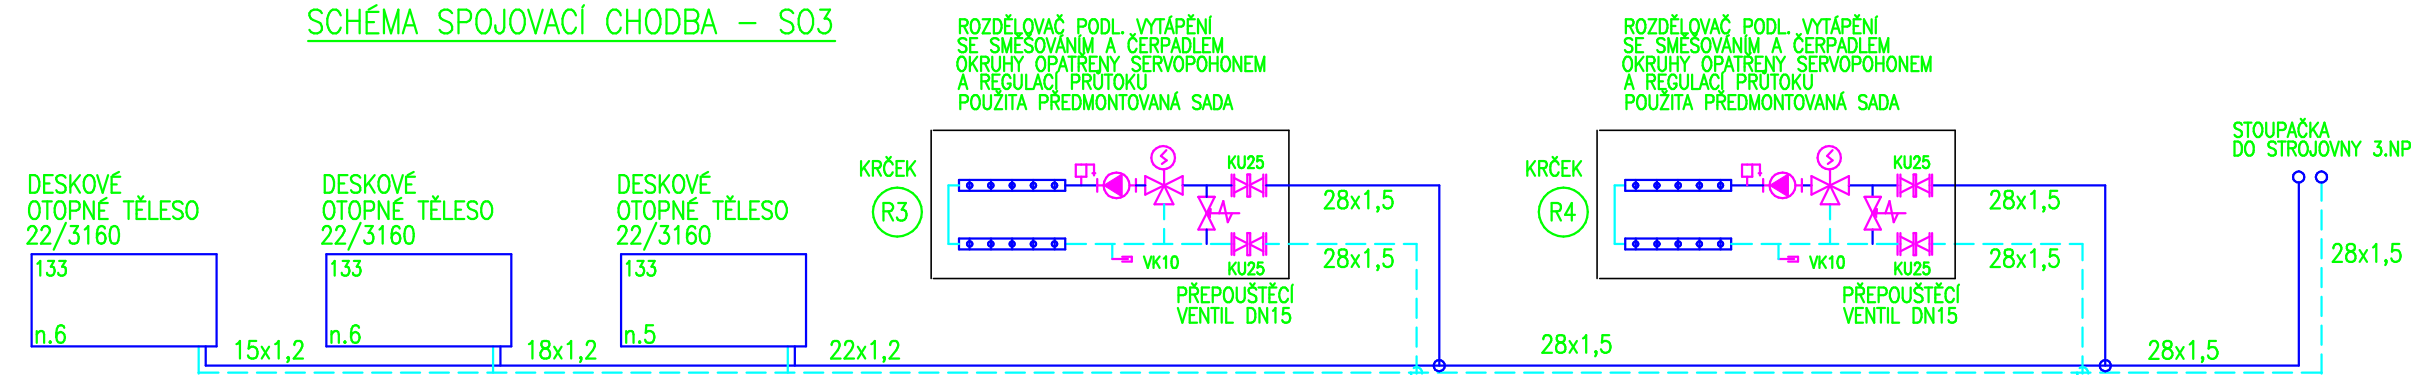 SCHÉMA SPOJOVACÍ CHODBA – SO3
ROZDĚLOVAČ PODL. VYTÁPĚNÍ
SE SMĚŠOVÁNÍM A ČERPADLEM
OKRUHY OPATŘENY SERVOPOHONEM
A REGULACÍ PRŮTOKU
POUŽITA PŘEDMONTOVANÁ SADA
ROZDĚLOVAČ PODL. VYTÁPĚNÍ
SE SMĚŠOVÁNÍM A ČERPADLEM
OKRUHY OPATŘENY SERVOPOHONEM
A REGULACÍ PRŮTOKU
POUŽITA PŘEDMONTOVANÁ SADA
STOUPAČKA
DO STROJOVNY 3.NP
DESKOVÉ
OTOPNÉ TĚLESO
22/3160
133
n.6
DESKOVÉ
OTOPNÉ TĚLESO
22/3160
133
n.6
DESKOVÉ
OTOPNÉ TĚLESO
22/3160
133
n.5
KRČEK
R3
KU25
VK10
KU25
28x1,5
28x1,5
PŘEPOUŠTĚCÍ
VENTIL DN15
KRČEK
R4
KU25
VK10
KU25
28x1,5
28x1,5
PŘEPOUŠTĚCÍ
VENTIL DN15
28x1,5
15x1,2
18x1,2
22x1,2
28x1,5
28x1,5